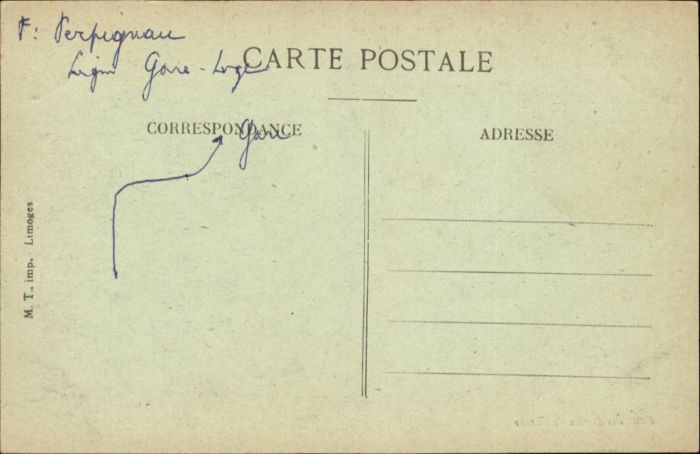 F: Perpignan
Ligne Gare-Loge
CARTE POSTALE
CORRESPONDANCE
Gare
ADRESSE
M. T., imp. Limoges